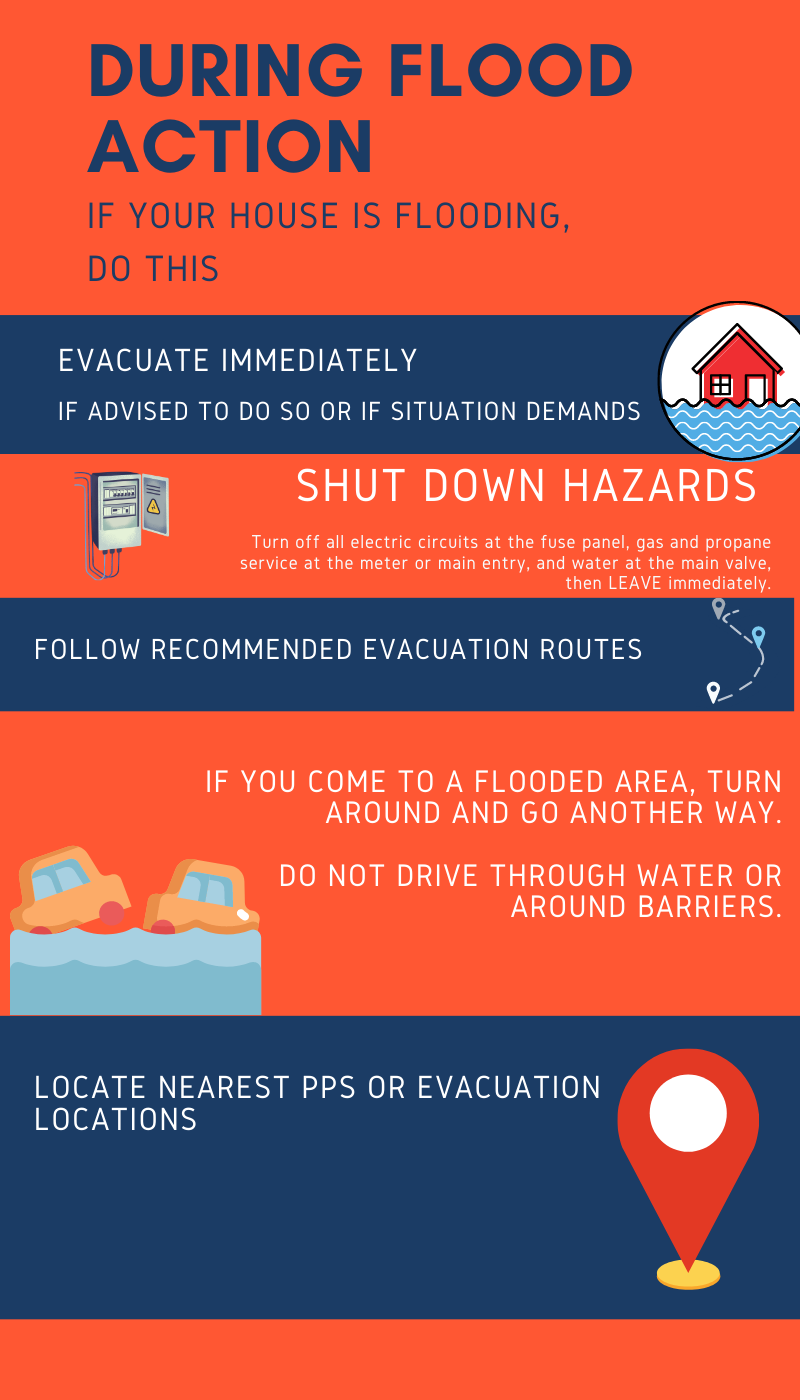 DURING FLOOD
ACTION
IF YOUR HOUSE IS FLOODING,
DO THIS
EVACUATE IMMEDIATELY
IF ADVISED TO DO SO OR IF SITUATION DEMANDS
SHUT DOWN HAZARDS
Turn off all electric circuits at the fuse panel, gas and propane
service at the meter or main entry, and water at the main valve,
then LEAVE immediately.
FOLLOW RECOMMENDED EVACUATION ROUTES
IF YOU COME TO A FLOODED AREA, TURN
AROUND AND GO ANOTHER WAY.
DO NOT DRIVE THROUGH WATER OR
AROUND BARRIERS.
LOCATE NEAREST PPS OR EVACUATION
LOCATIONS